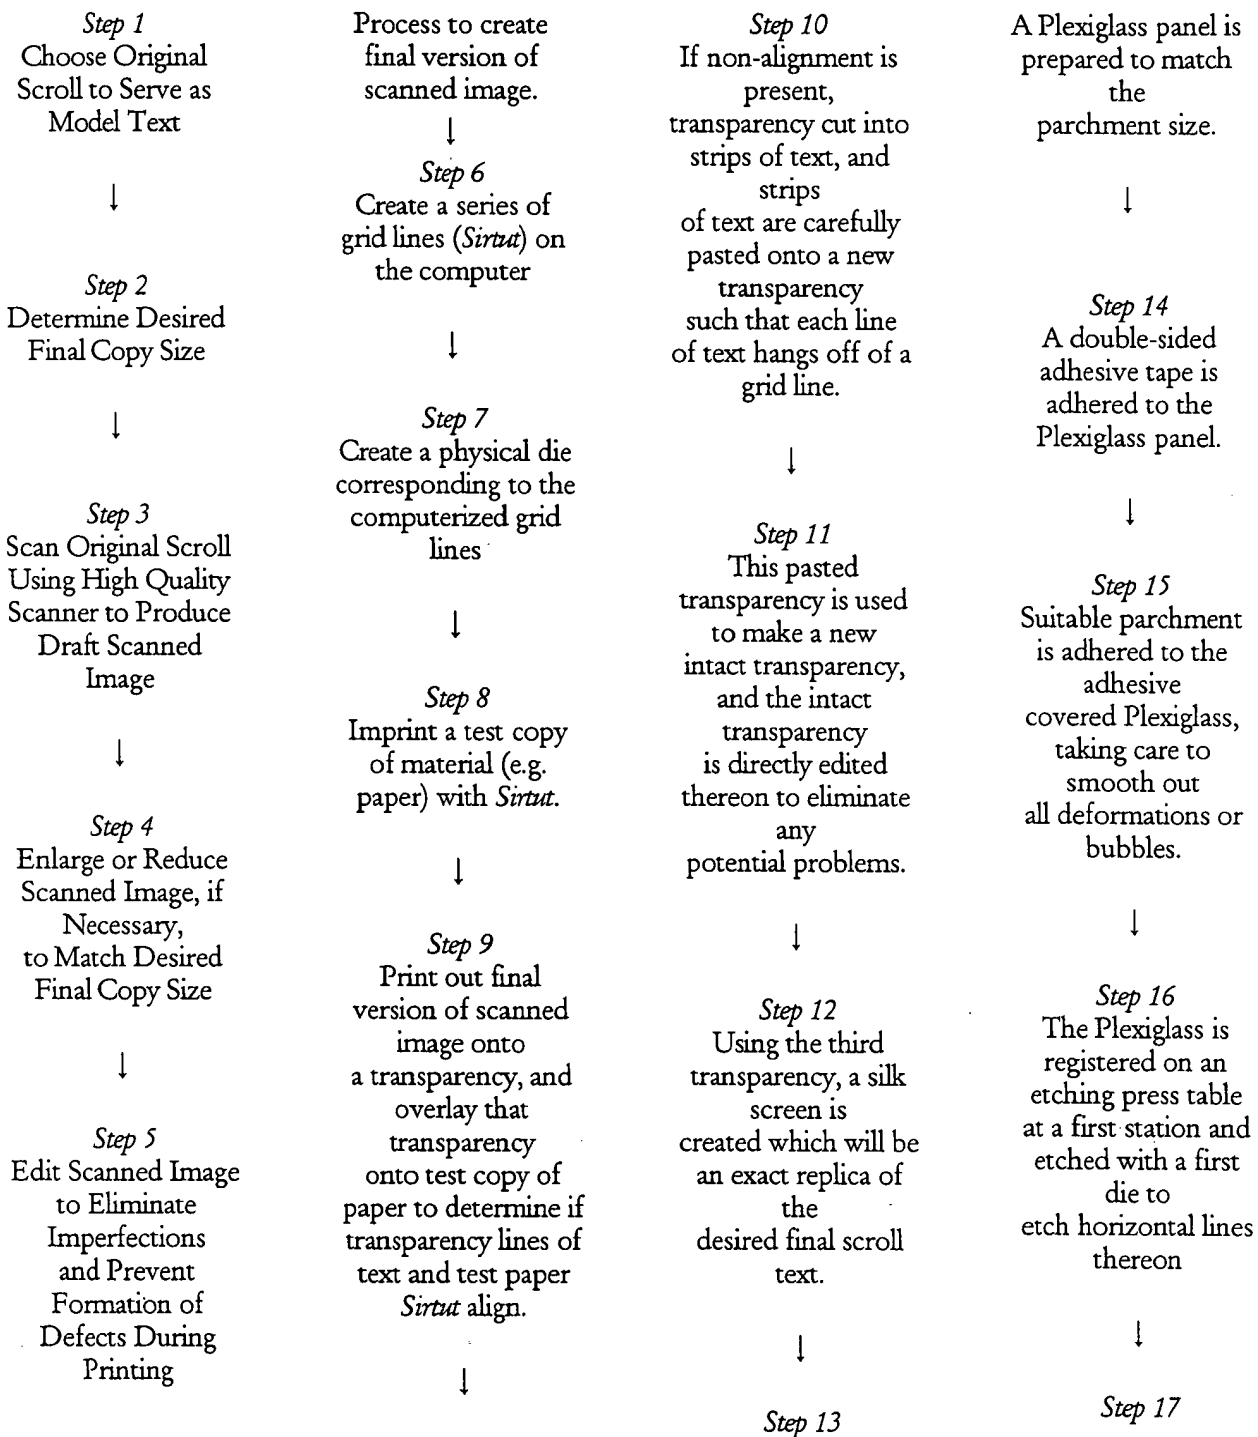 Step 1
Choose Original
Scroll to Serve as
Model Text
↓
Step 2
Determine Desired
Final Copy Size
↓
Step 3
Scan Original Scroll
Using High Quality
Scanner to Produce
Draft Scanned
Image
↓
Step 4
Enlarge or Reduce
Scanned Image, if
Necessary,
to Match Desired
Final Copy Size
↓
Step 5
Edit Scanned Image
to Eliminate
Imperfections
and Prevent
Formation of
Defects During
Printing
Process to create
final version of
scanned image.
↓
Step 6
Create a series of
grid lines (Sirtut) on
the computer
↓
Step 7
Create a physical die
corresponding to the
computerized grid
lines
↓
Step 8
Imprint a test copy
of material (e.g.
paper) with Sirtut.
↓
Step 9
Print out final
version of scanned
image onto
a transparency, and
overlay that
transparency
onto test copy of
paper to determine if
transparency lines of
text and test paper
Sirtut align.
↓
Step 10
If non-alignment is
present,
transparency cut into
strips of text, and
strips
of text are carefully
pasted onto a new
transparency
such that each line
of text hangs off of a
grid line.
↓
Step 11
This pasted
transparency is used
to make a new
intact transparency,
and the intact
transparency
is directly edited
thereon to eliminate
any
potential problems.
↓
Step 12
Using the third
transparency, a silk
screen is
created which will be
an exact replica of
the
desired final scroll
text.
↓
Step 13
A Plexiglass panel is
prepared to match
the
parchment size.
↓
Step 14
A double-sided
adhesive tape is
adhered to the
Plexiglass panel.
↓
Step 15
Suitable parchment
is adhered to the
adhesive
covered Plexiglass,
taking care to
smooth out
all deformations or
bubbles.
↓
Step 16
The Plexiglass is
registered on an
etching press table
at a first station and
etched with a first
die to
etch horizontal lines
thereon
↓
Step 17